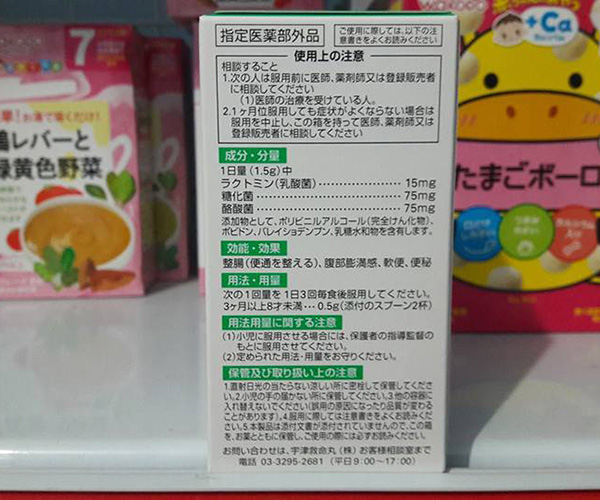 指定医薬部外品
ご使用に際しては、以下の注
意書きをよくお読みください
使用上の注意
相談すること
1.次の人は服用前に医師、薬剤師又は登録販売者
に相談してください
(1)医師の治療を受けている人。
2.1ヶ月位服用しても症状がよくならない場合は
服用を中止し、この箱を持って医師、薬剤師又は
登録販売者に相談してください
成分・分量
1日量(1.5g)中
ラクトミン(乳酸菌)……………… 15mg
糖化菌 ……………… 75mg
酪酸菌 ……………… 75mg
添加物として、ポリビニルアルコール(完全けん化物)、
ポビドン、バレイショデンプン、乳糖水和物を含有します。
効能・効果
整腸(便通を整える)、腹部膨満感、軟便、便秘
用法・用量
次の1回量を1日3回毎食後服用してください。
3ヶ月以上8才未満…0.5g(添付のスプーン2杯)
用法用量に関する注意
(1)小児に服用させる場合には、保護者の指導監督の
もとに服用させてください。
(2)定められた用法・用量をお守りください。
保管及び取り扱い上の注意
1.直射日光の当たらない涼しい所に密栓して保管してくださ
い。2.小児の手の届かない所に保管してください。3.他の容器に
入れ替えないでください(誤用の原因になったり品質が変わる
ことがあります)。4.服用に際しては注意書きをよくお読みくださ
い。5.本製品は添付文書が添付されていませんので、この箱
を、お薬とともに保管し、ご使用の際には必ずお読みください。
お問い合わせは、宇津救命丸(株)お客様相談室まで
電話 03-3295-2681(平日9:00〜17:00)
7
単!お湯で溶くだけ!
鶏レバーと
緑黄色野菜
wakodo
+Ca
たまごボーロ